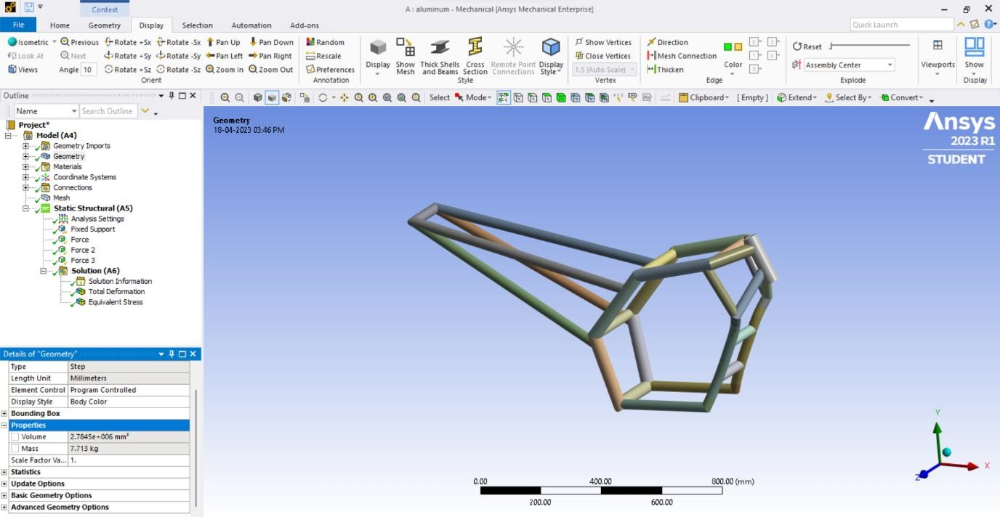 Context
A : aluminum - Mechanical [Ansys Mechanical Enterprise]
File Home Geometry Display Selection Automation Add-ons
Quick Launch
Isometric Previous Rotate +Sx Rotate -Sx Pan Up Pan Down
Look At Next Rotate +Sy Rotate -Sy Pan Left Pan Right
Views Angle 10 Rotate +Sz Rotate -Sz Zoom In Zoom Out
Orient
Random
Rescale
Preferences
Annotation
Display Show Mesh Thick Shells and Beams Cross Section Remote Point Connections Display Style
Style
Show Vertices
Close Vertices
1.5 (Auto Scale)
Vertex
Direction
Mesh Connection
Thicken
Color
Edge
Reset
Assembly Center
Explode
Viewports
Show
Display
Outline
Name Search Outline
Select Mode Clipboard [ Empty ] Extend Select By Convert
Project*
Model (A4)
Geometry Imports
Geometry
Materials
Coordinate Systems
Connections
Mesh
Static Structural (A5)
Analysis Settings
Fixed Support
Force
Force 2
Force 3
Solution (A6)
Solution Information
Total Deformation
Equivalent Stress
Details of "Geometry"
Type Step
Length Unit Millimeters
Element Control Program Controlled
Display Style Body Color
Bounding Box
Properties
Volume 2.7845e+006 mm³
Mass 7.713 kg
Scale Factor Va... 1.
Statistics
Update Options
Basic Geometry Options
Advanced Geometry Options
Geometry
18-04-2023 03:46 PM
Ansys
2023 R1
STUDENT
Y
X
Z
0.00 400.00 800.00 (mm)
200.00 600.00